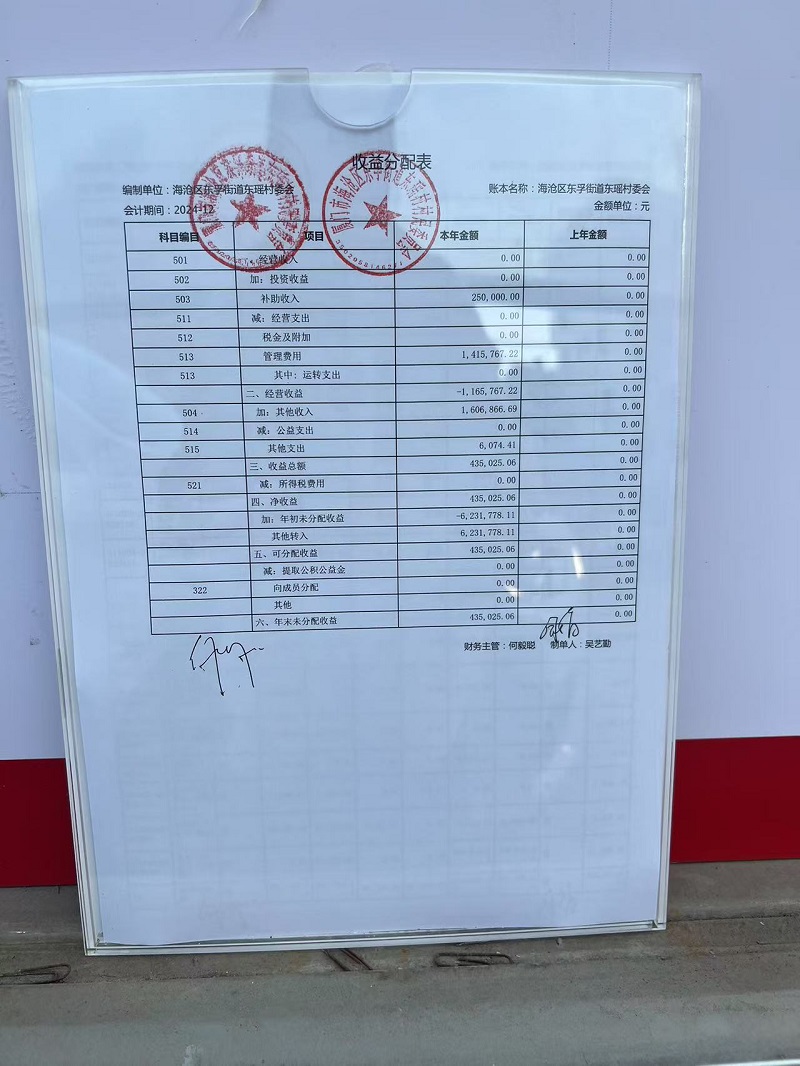 收益分配表
编制单位：海沧区东孚街道东瑶村委会 账本名称：海沧区东孚街道东瑶村委会
会计期间：2024-12 金额单位：元
科目编目 项目 本年金额 上年金额
501 经营收入 0.00 0.00
502 加：投资收益 0.00 0.00
503 补助收入 250,000.00 0.00
511 减：经营支出 0.00 0.00
512 税金及附加 0.00 0.00
513 管理费用 1,415,767.22 0.00
513 其中：运转支出 0.00 0.00
二、经营收益 -1,165,767.22 0.00
504 加：其他收入 1,606,866.69 0.00
514 减：公益支出 0.00 0.00
515 其他支出 6,074.41 0.00
三、收益总额 435,025.06 0.00
521 减：所得税费用 0.00 0.00
四、净收益 435,025.06 0.00
加：年初未分配收益 -6,231,778.11 0.00
其他转入 6,231,778.11 0.00
五、可分配收益 435,025.06 0.00
减：提取公积公益金 0.00 0.00
322 向成员分配 0.00 0.00
其他 0.00 0.00
六、年末未分配收益 435,025.06 0.00
财务主管：何毅聪 制单人：吴艺勤